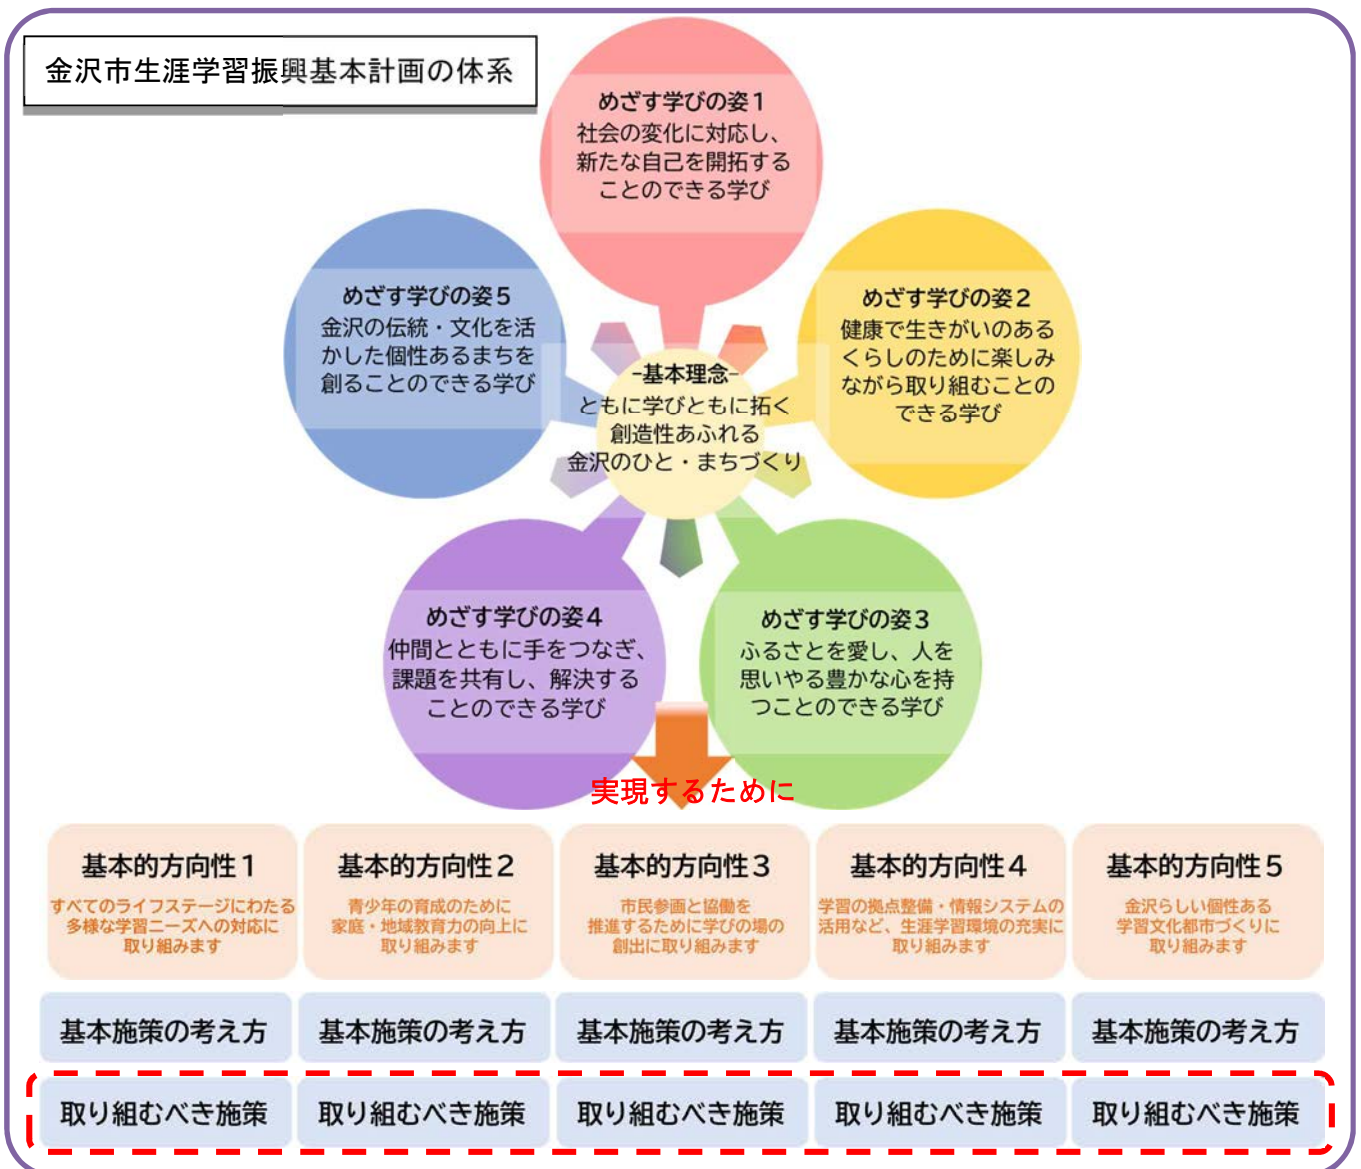 金沢市生涯学習振興基本計画の体系
めざす学びの姿1
社会の変化に対応し、
新たな自己を開拓する
ことのできる学び
めざす学びの姿2
健康で生きがいのある
くらしのために楽しみ
ながら取り組むことの
できる学び
めざす学びの姿3
ふるさとを愛し、人を
思いやる豊かな心を持
つことのできる学び
めざす学びの姿4
仲間とともに手をつなぎ、
課題を共有し、解決する
ことのできる学び
めざす学びの姿5
金沢の伝統・文化を活
かした個性あるまちを
創ることのできる学び
-基本理念-
ともに学びともに拓く
創造性あふれる
金沢のひと・まちづくり
実現するために
基本的方向性1
すべてのライフステージにわたる
多様な学習ニーズへの対応に
取り組みます
基本的方向性2
青少年の育成のために
家庭・地域教育力の向上に
取り組みます
基本的方向性3
市民参画と協働を
推進するために学びの場の
創出に取り組みます
基本的方向性4
学習の拠点整備・情報システムの
活用など、生涯学習環境の充実に
取り組みます
基本的方向性5
金沢らしい個性ある
学習文化都市づくりに
取り組みます
基本施策の考え方
基本施策の考え方
基本施策の考え方
基本施策の考え方
基本施策の考え方
取り組むべき施策
取り組むべき施策
取り組むべき施策
取り組むべき施策
取り組むべき施策